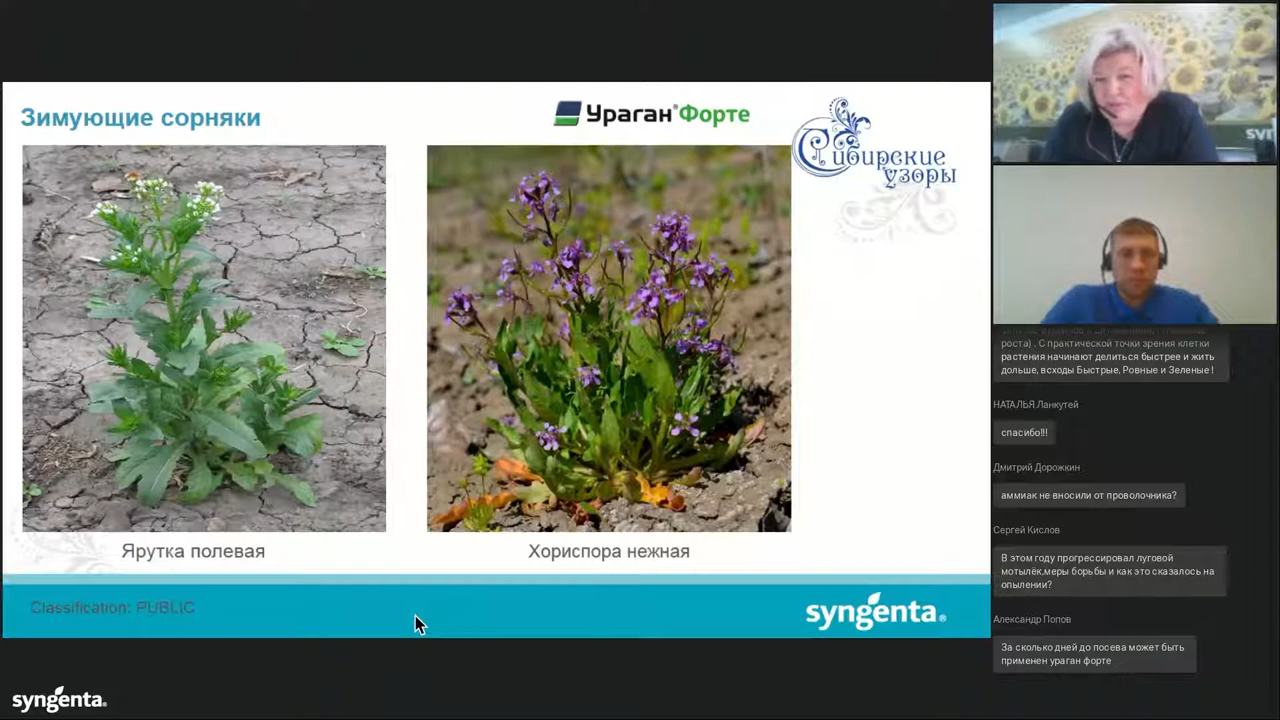 Зимующие сорняки
Ураган®Форте
Сибирские
узоры
Ярутка полевая
Хориспора нежная
Classification: PUBLIC
syngenta®
syngenta®
SYN
роста) . С практической точки зрения клетки
растения начинают делиться быстрее и жить
дольше, всходы Быстрые, Ровные и Зеленые !
НАТАЛЬЯ Ланкутей
спасибо!!!
Дмитрий Дорожкин
аммиак не вносили от проволочника?
Сергей Кислов
В этом году прогрессировал луговой
мотылёк,меры борьбы и как это сказалось на
опылении?
Александр Попов
За сколько дней до посева может быть
применен ураган форте